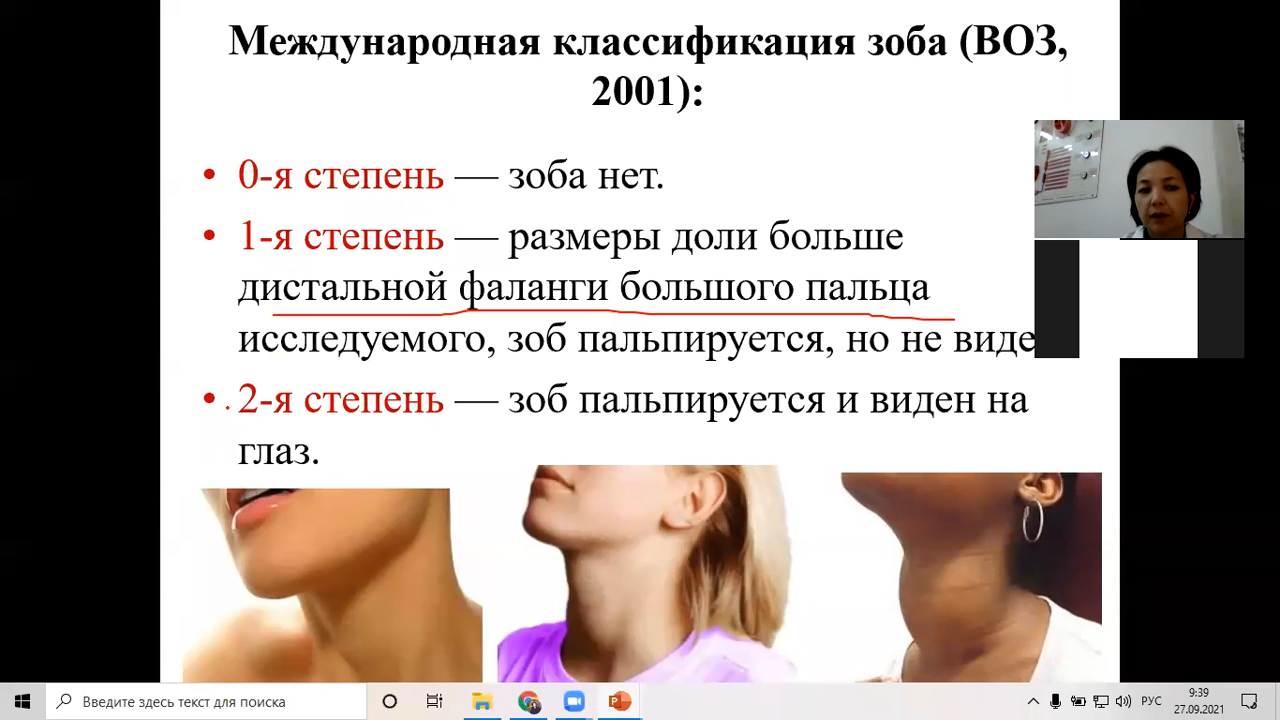 Международная классификация зоба (ВОЗ,
2001):
• 0-я степень — зоба нет.
• 1-я степень — размеры доли больше
дистальной фаланги большого пальца
исследуемого, зоб пальпируется, но не виде
• 2-я степень — зоб пальпируется и виден на
глаз.
Введите здесь текст для поиска
РУС
9:39
27.09.2021